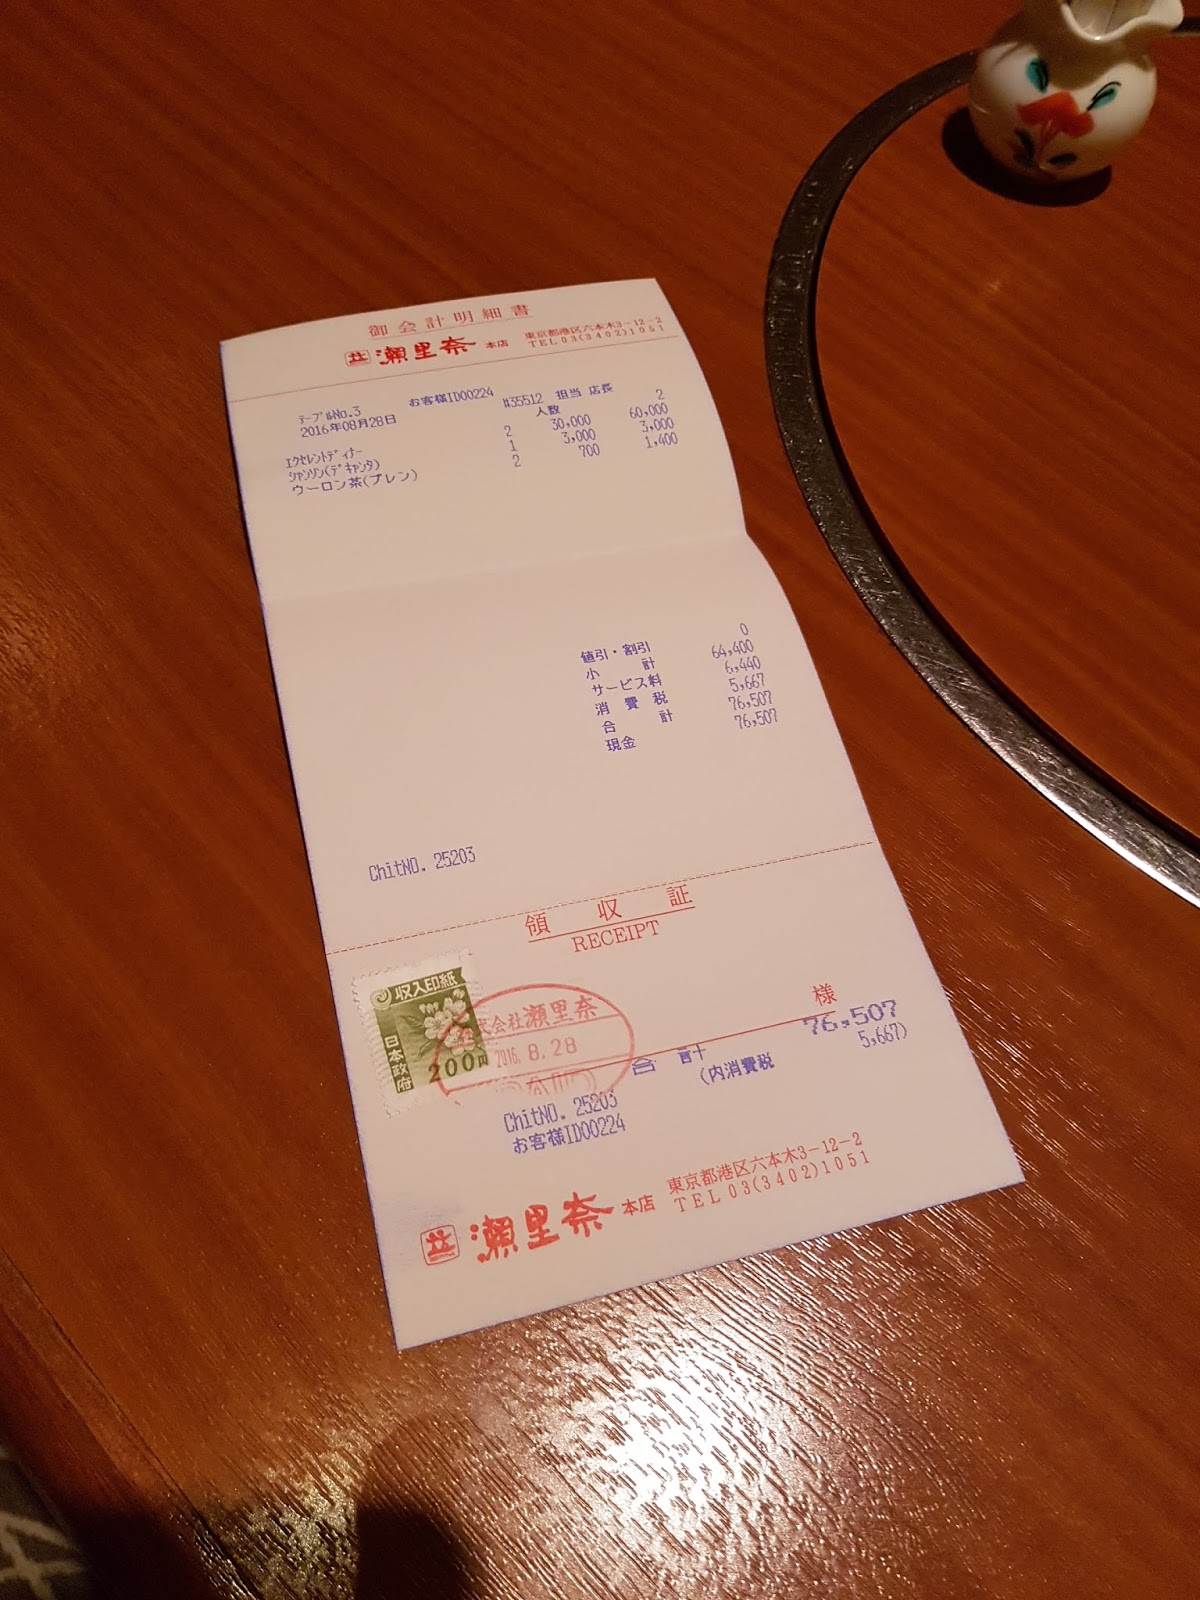 御会計明細書
瀬里奈 本店 東京都港区六本木3-12-2
TEL03(3402)1051
テーブルNo.3 お客様ID00224 #35512 担当 店長
2016年08月28日 人数 2
エクセレントディナー 2 30,000 60,000
シャンソン(デキャンタ) 1 3,000 3,000
ウーロン茶(プレン) 2 700 1,400
値引・割引 0
小計 64,400
サービス料 6,440
消費税 5,667
合計 76,507
現金 76,507
ChitNO. 25203
領収証
RECEIPT
様
収入印紙
日本政府
200円
式会社瀬里奈
2016. 8. 28
合計 76,507
(内消費税 5,667)
ChitNO. 25203
お客様ID00224
瀬里奈 本店 東京都港区六本木3-12-2
TEL03(3402)1051